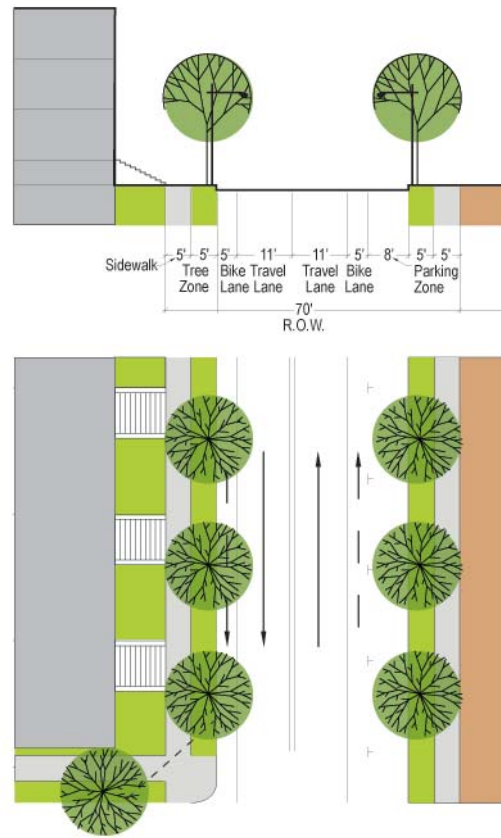 5' 5' 5' 11' 11' 5' 8' 5' 5'
Sidewalk Tree Zone Bike Lane Travel Lane Travel Lane Bike Lane Parking Zone
70'
R.O.W.